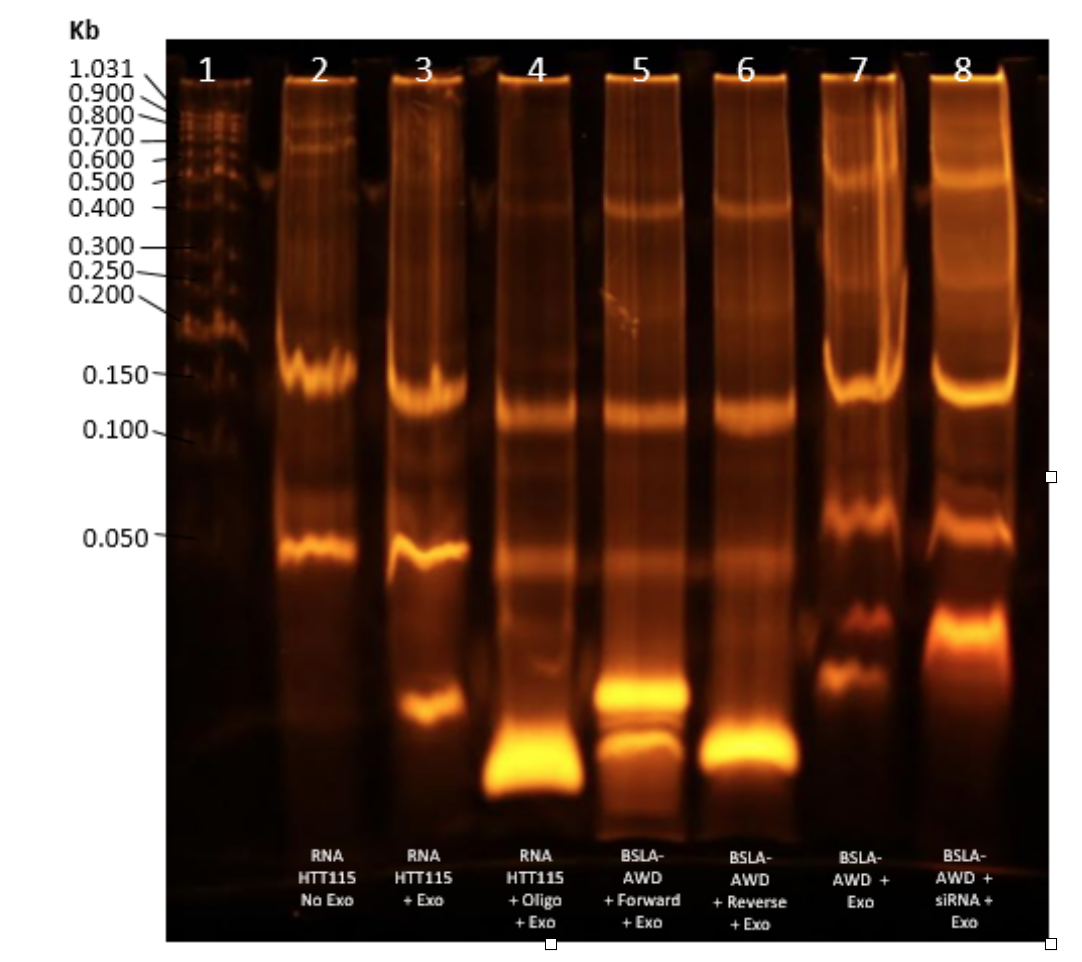 Kb
1.031
0.900
0.800
0.700
0.600
0.500
0.400
0.300
0.250
0.200
0.150
0.100
0.050
1 2 3 4 5 6 7 8
RNA
HTT115
No Exo
RNA
HTT115
+ Exo
RNA
HTT115
+ Oligo
+ Exo
BSLA-
AWD
+ Forward
+ Exo
BSLA-
AWD
+ Reverse
+ Exo
BSLA-
AWD +
Exo
BSLA-
AWD +
siRNA +
Exo